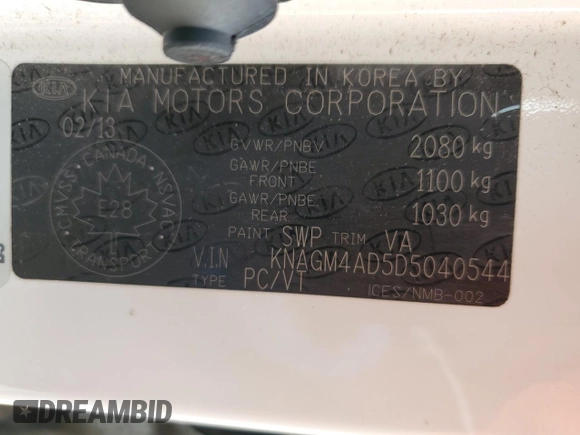 MANUFACTURED IN KOREA BY
KIA KIA MOTORS CORPORATION
02/13
GVWR/PNBV 2080 kg
GAWR/PNBE
FRONT 1100 kg
GAWR/PNBE
REAR 1030 kg
PAINT SWP TRIM VA
V.I.N KNAGM4AD5D5040544
TYPE PC/VT
ICES/NMB-002
CANADA
CMVSS NSVAC
E28
TRANSPORT
DREAMBID